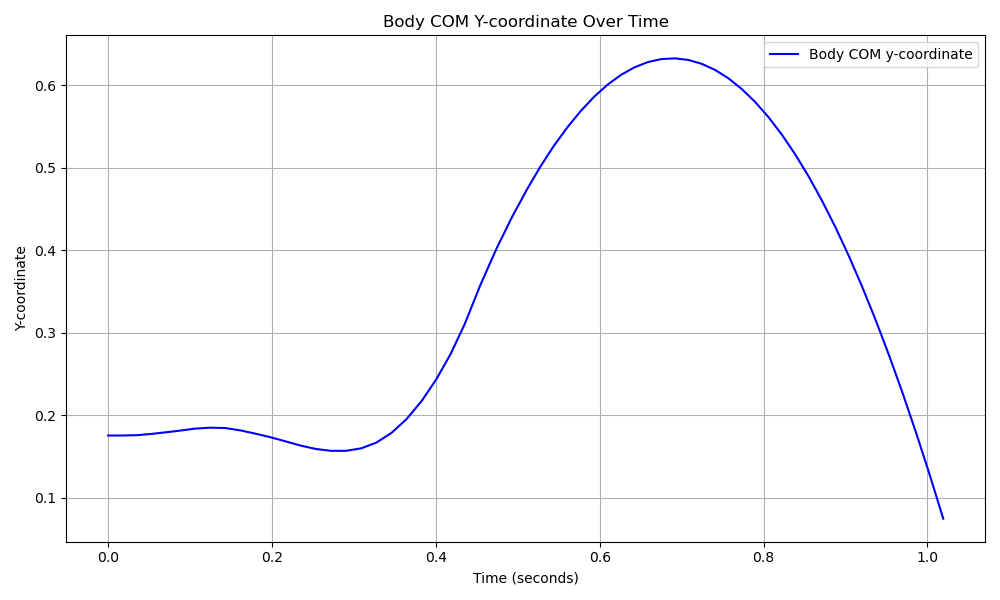 Body COM Y-coordinate Over Time
Body COM y-coordinate
Y-coordinate
0.6
0.5
0.4
0.3
0.2
0.1
0.0 0.2 0.4 0.6 0.8 1.0
Time (seconds)